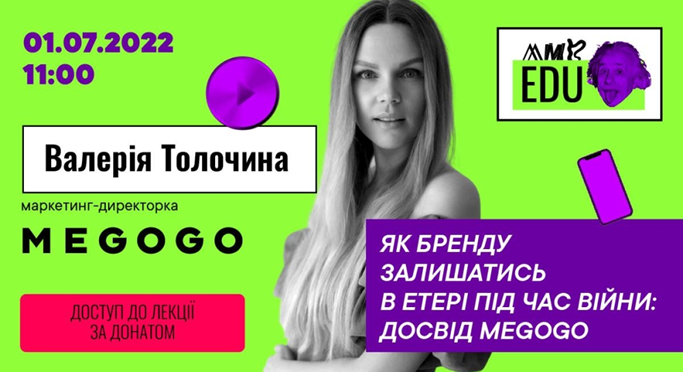 01.07.2022
11:00
EDU
Валерія Толочина
маркетинг-директорка
MEGOGO
ДОСТУП ДО ЛЕКЦІЇ
ЗА ДОНАТОМ
ЯК БРЕНДУ
ЗАЛИШАТИСЬ
В ЕТЕРІ ПІД ЧАС ВІЙНИ:
ДОСВІД MEGOGO